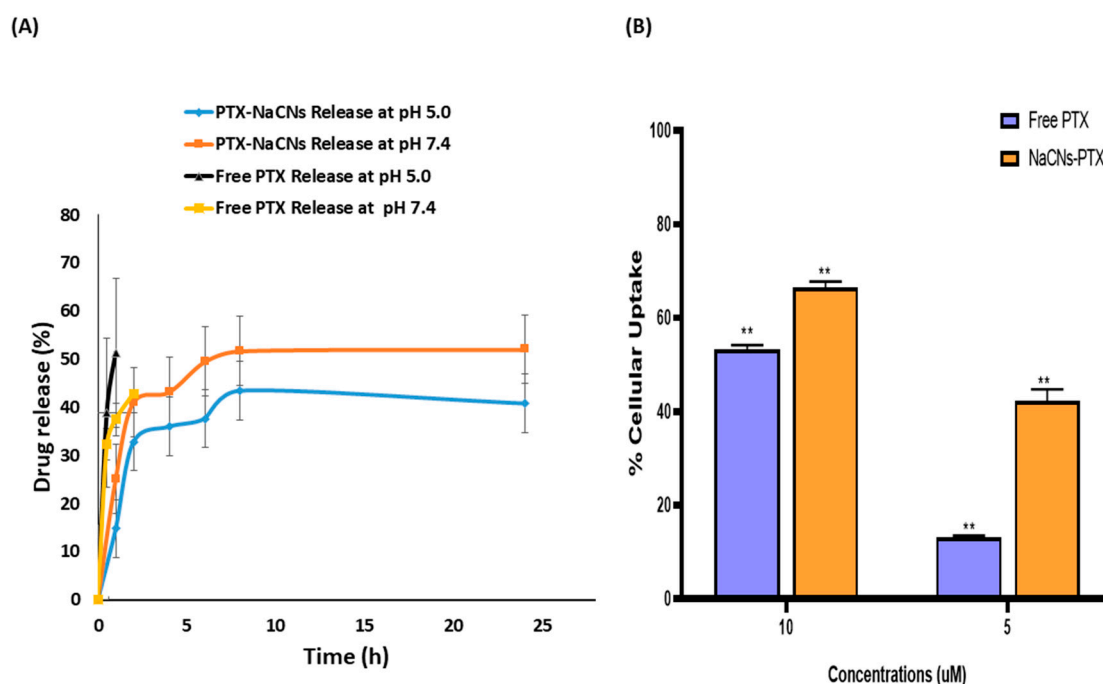 (A)
PTX-NaCNs Release at pH 5.0
PTX-NaCNs Release at pH 7.4
Free PTX Release at pH 5.0
Free PTX Release at  pH 7.4
Drug release (%)
80
70
60
50
40
30
20
10
0
0 5 10 15 20 25
Time (h)
(B)
Free PTX
NaCNs-PTX
% Cellular Uptake
100
80
60
40
20
0
**
**
**
**
10 5
Concentrations (uM)